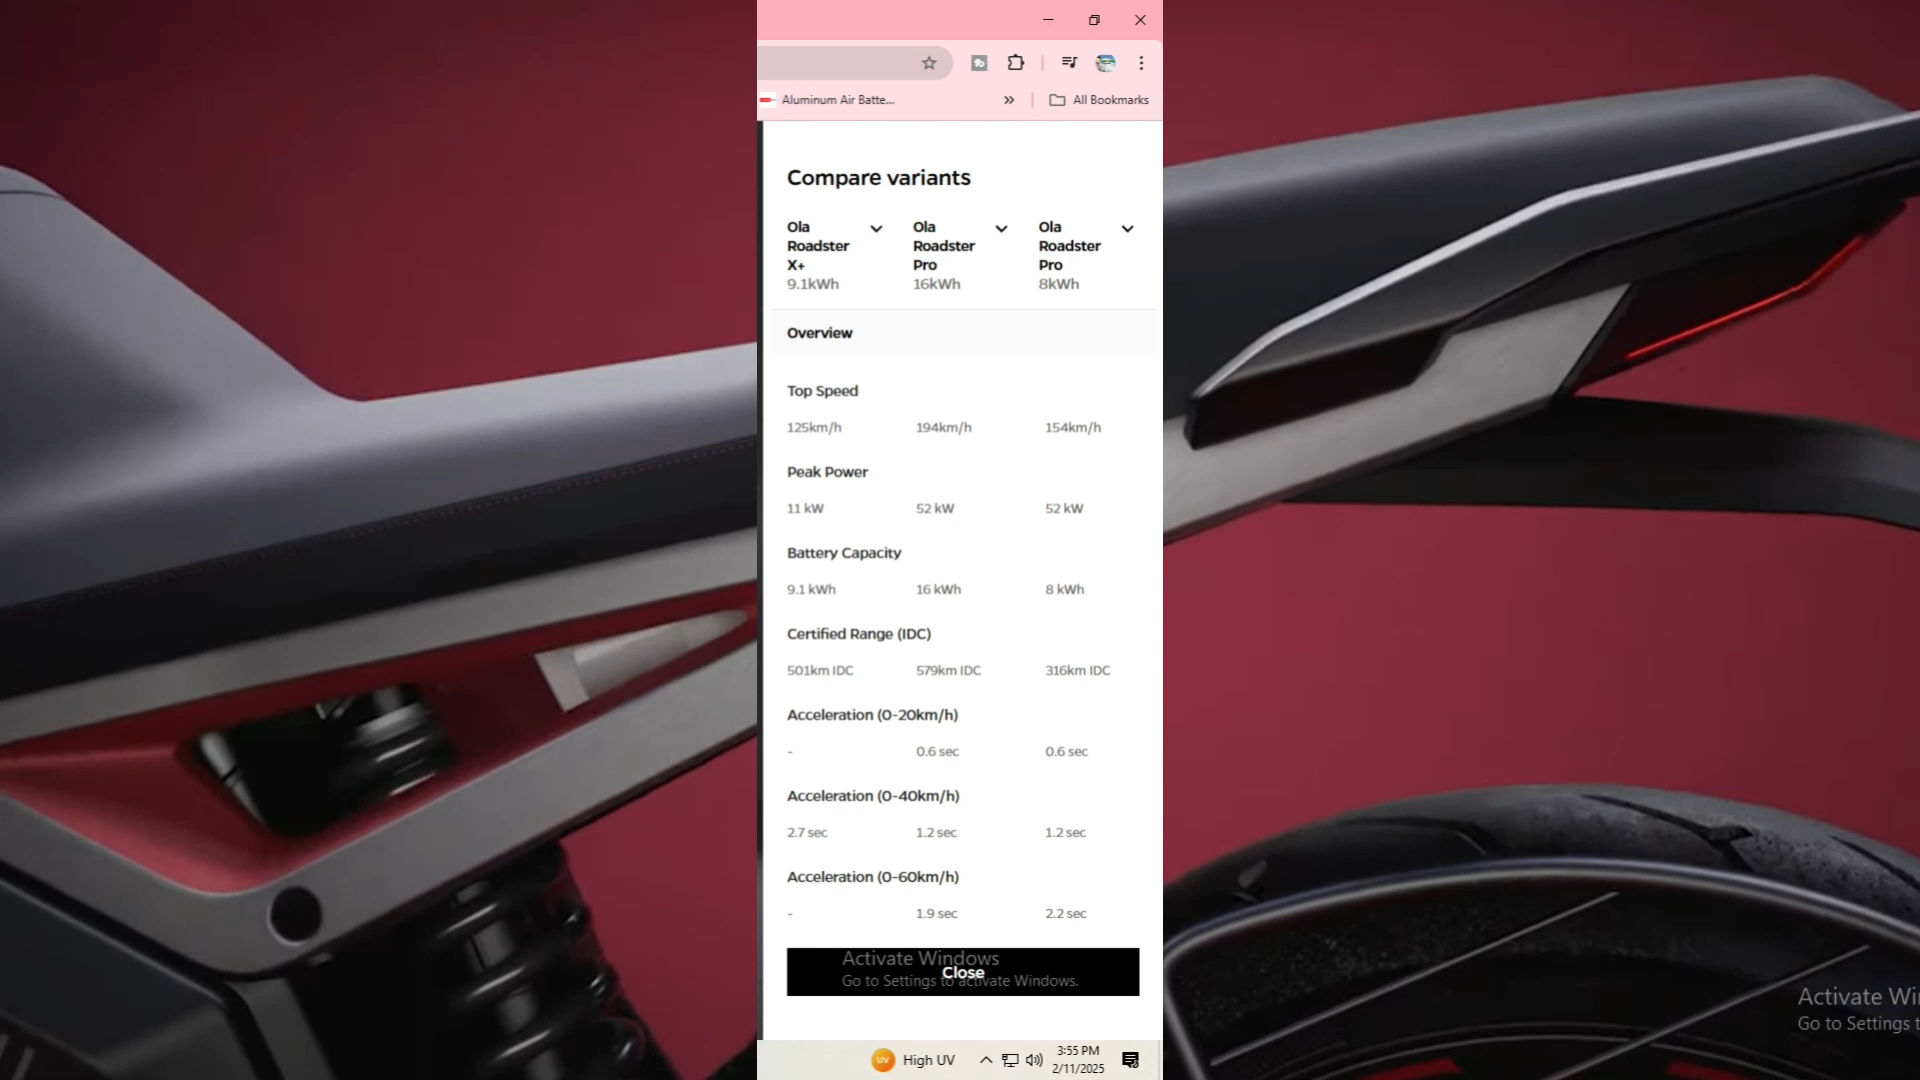 Aluminum Air Batte...
All Bookmarks
Compare variants
Ola Roadster X+ 9.1kWh
Ola Roadster Pro 16kWh
Ola Roadster Pro 8kWh
Overview
Top Speed
125km/h 194km/h 154km/h
Peak Power
11 kW 52 kW 52 kW
Battery Capacity
9.1 kWh 16 kWh 8 kWh
Certified Range (IDC)
501km IDC 579km IDC 316km IDC
Acceleration (0-20km/h)
- 0.6 sec 0.6 sec
Acceleration (0-40km/h)
2.7 sec 1.2 sec 1.2 sec
Acceleration (0-60km/h)
- 1.9 sec 2.2 sec
Close
Activate Windows
Go to Settings to activate Windows.
Activate Wi
Go to Settings t
UV High UV
3:55 PM
2/11/2025